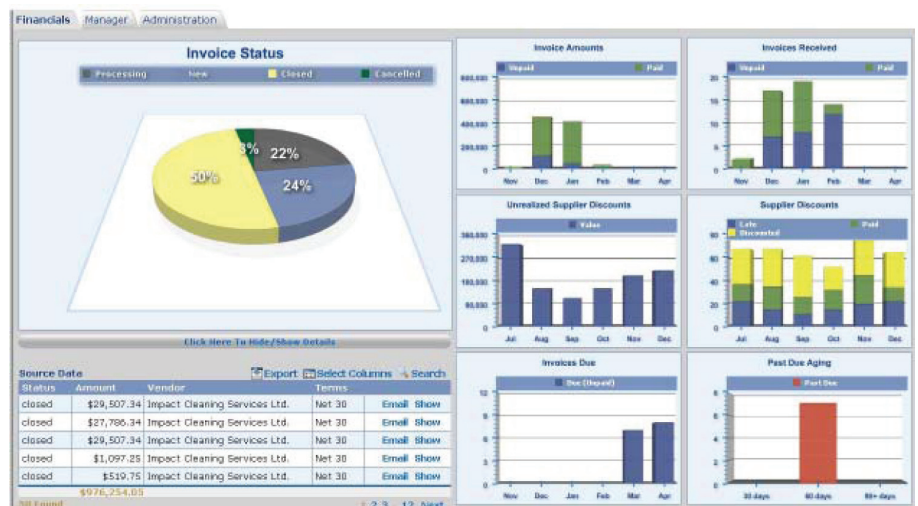 Financials Manager Administration
Invoice Status
Processing New Closed Cancelled
3% 22%
50% 24%
Click Here To Hide/Show Details
Source Data Export Select Columns Search
Status Amount Vendor Terms
closed $29,507.34 Impact Cleaning Services Ltd. Net 30 Email Show
closed $27,786.34 Impact Cleaning Services Ltd. Net 30 Email Show
closed $29,507.34 Impact Cleaning Services Ltd. Net 30 Email Show
closed $1,097.25 Impact Cleaning Services Ltd. Net 30 Email Show
closed $519.75 Impact Cleaning Services Ltd. Net 30 Email Show
$976,254.05
Found 2 3 ... 12 Next
Invoice Amounts
Unpaid Paid
800,000
600,000
400,000
200,000
0
Nov Dec Jan Feb Mar Apr
Invoices Received
Unpaid Paid
20
15
10
5
0
Nov Dec Jan Feb Mar Apr
Unrealized Supplier Discounts
Value
360,000
270,000
180,000
90,000
0
Jul Aug Sep Oct Nov Dec
Supplier Discounts
Late Paid
Discounted
80
60
40
20
0
Jul Aug Sep Oct Nov Dec
Invoices Due
Due (Unpaid)
12
9
6
3
0
Nov Dec Jan Feb Mar Apr
Past Due Aging
Past Due
8
6
4
2
0
30 days 60 days 90+ days